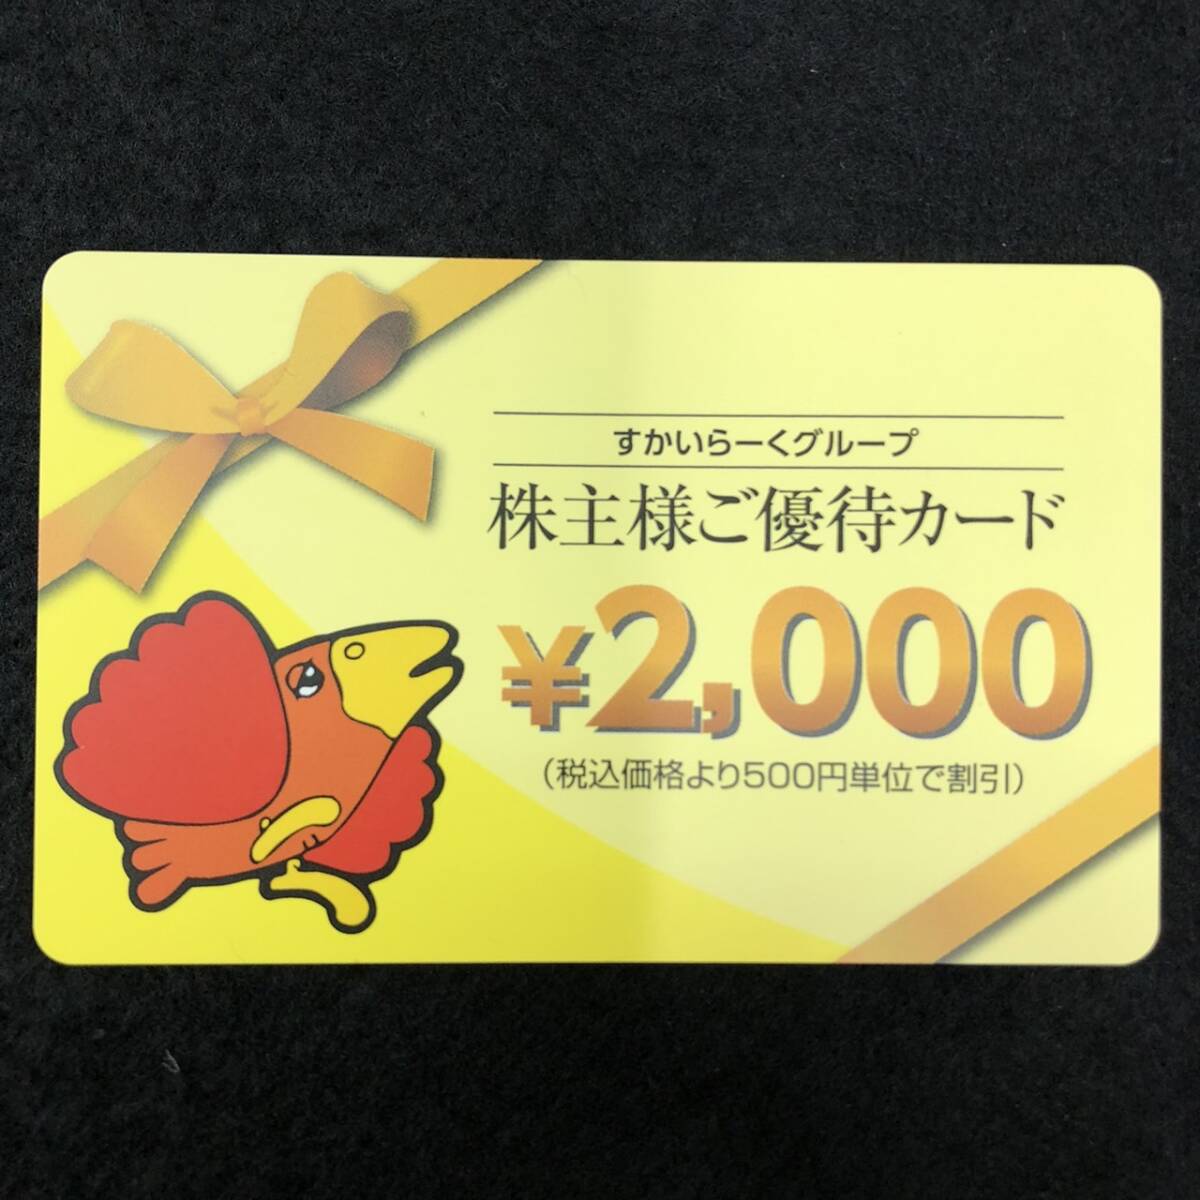 すかいらーくグループ
株主様ご優待カード
¥2,000
(税込価格より500円単位で割引)